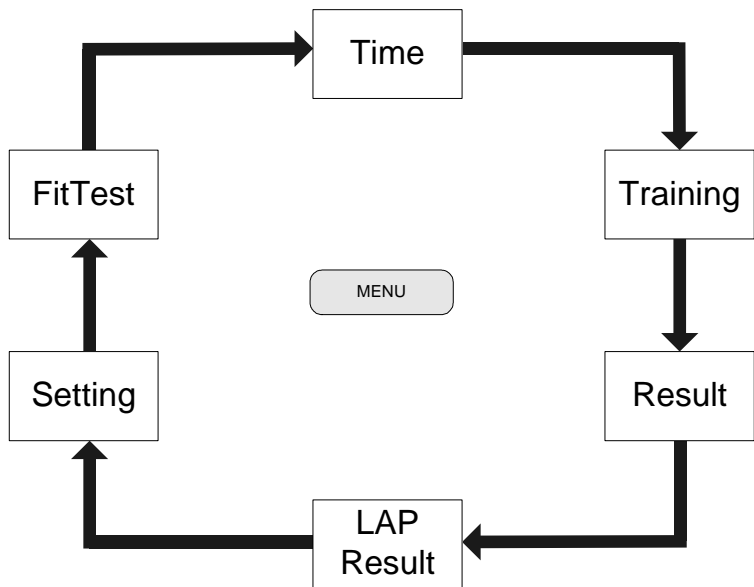 Time
Training
Result
LAP
Result
Setting
FitTest
MENU